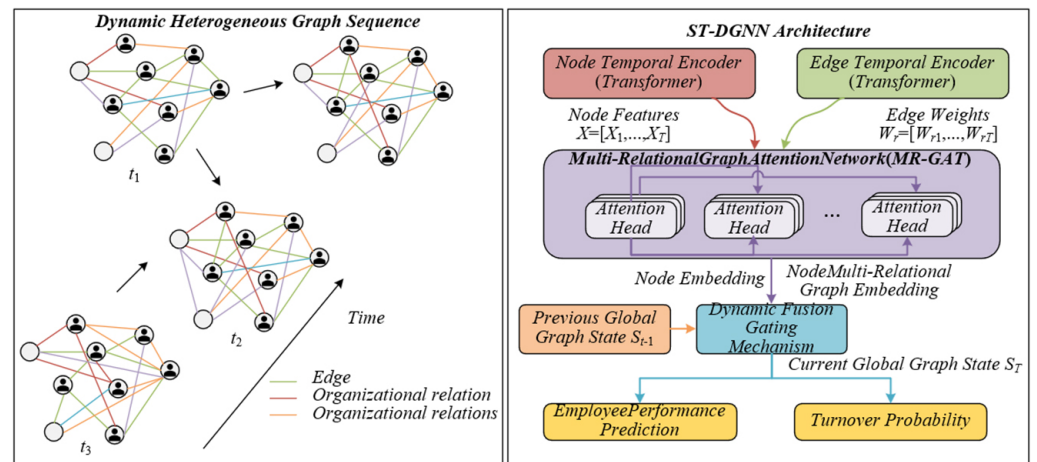 Dynamic Heterogeneous Graph Sequence
t1
t2
Time
Edge
Organizational relation
Organizational relations
t3
ST-DGNN Architecture
Node Temporal Encoder
(Transformer)
Edge Temporal Encoder
(Transformer)
Node Features
X=[X1,...,XT]
Edge Weights
Wr=[Wr1,...,WrT]
Multi-RelationalGraphAttentionNetwork(MR-GAT)
Attention
Head
Attention
Head
...
Attention
Head
Node Embedding
NodeMulti-Relational
Graph Embedding
Previous Global
Graph State St-1
Dynamic Fusion
Gating
Mechanism
Current Global Graph State ST
EmployeePerformance
Prediction
Turnover Probability